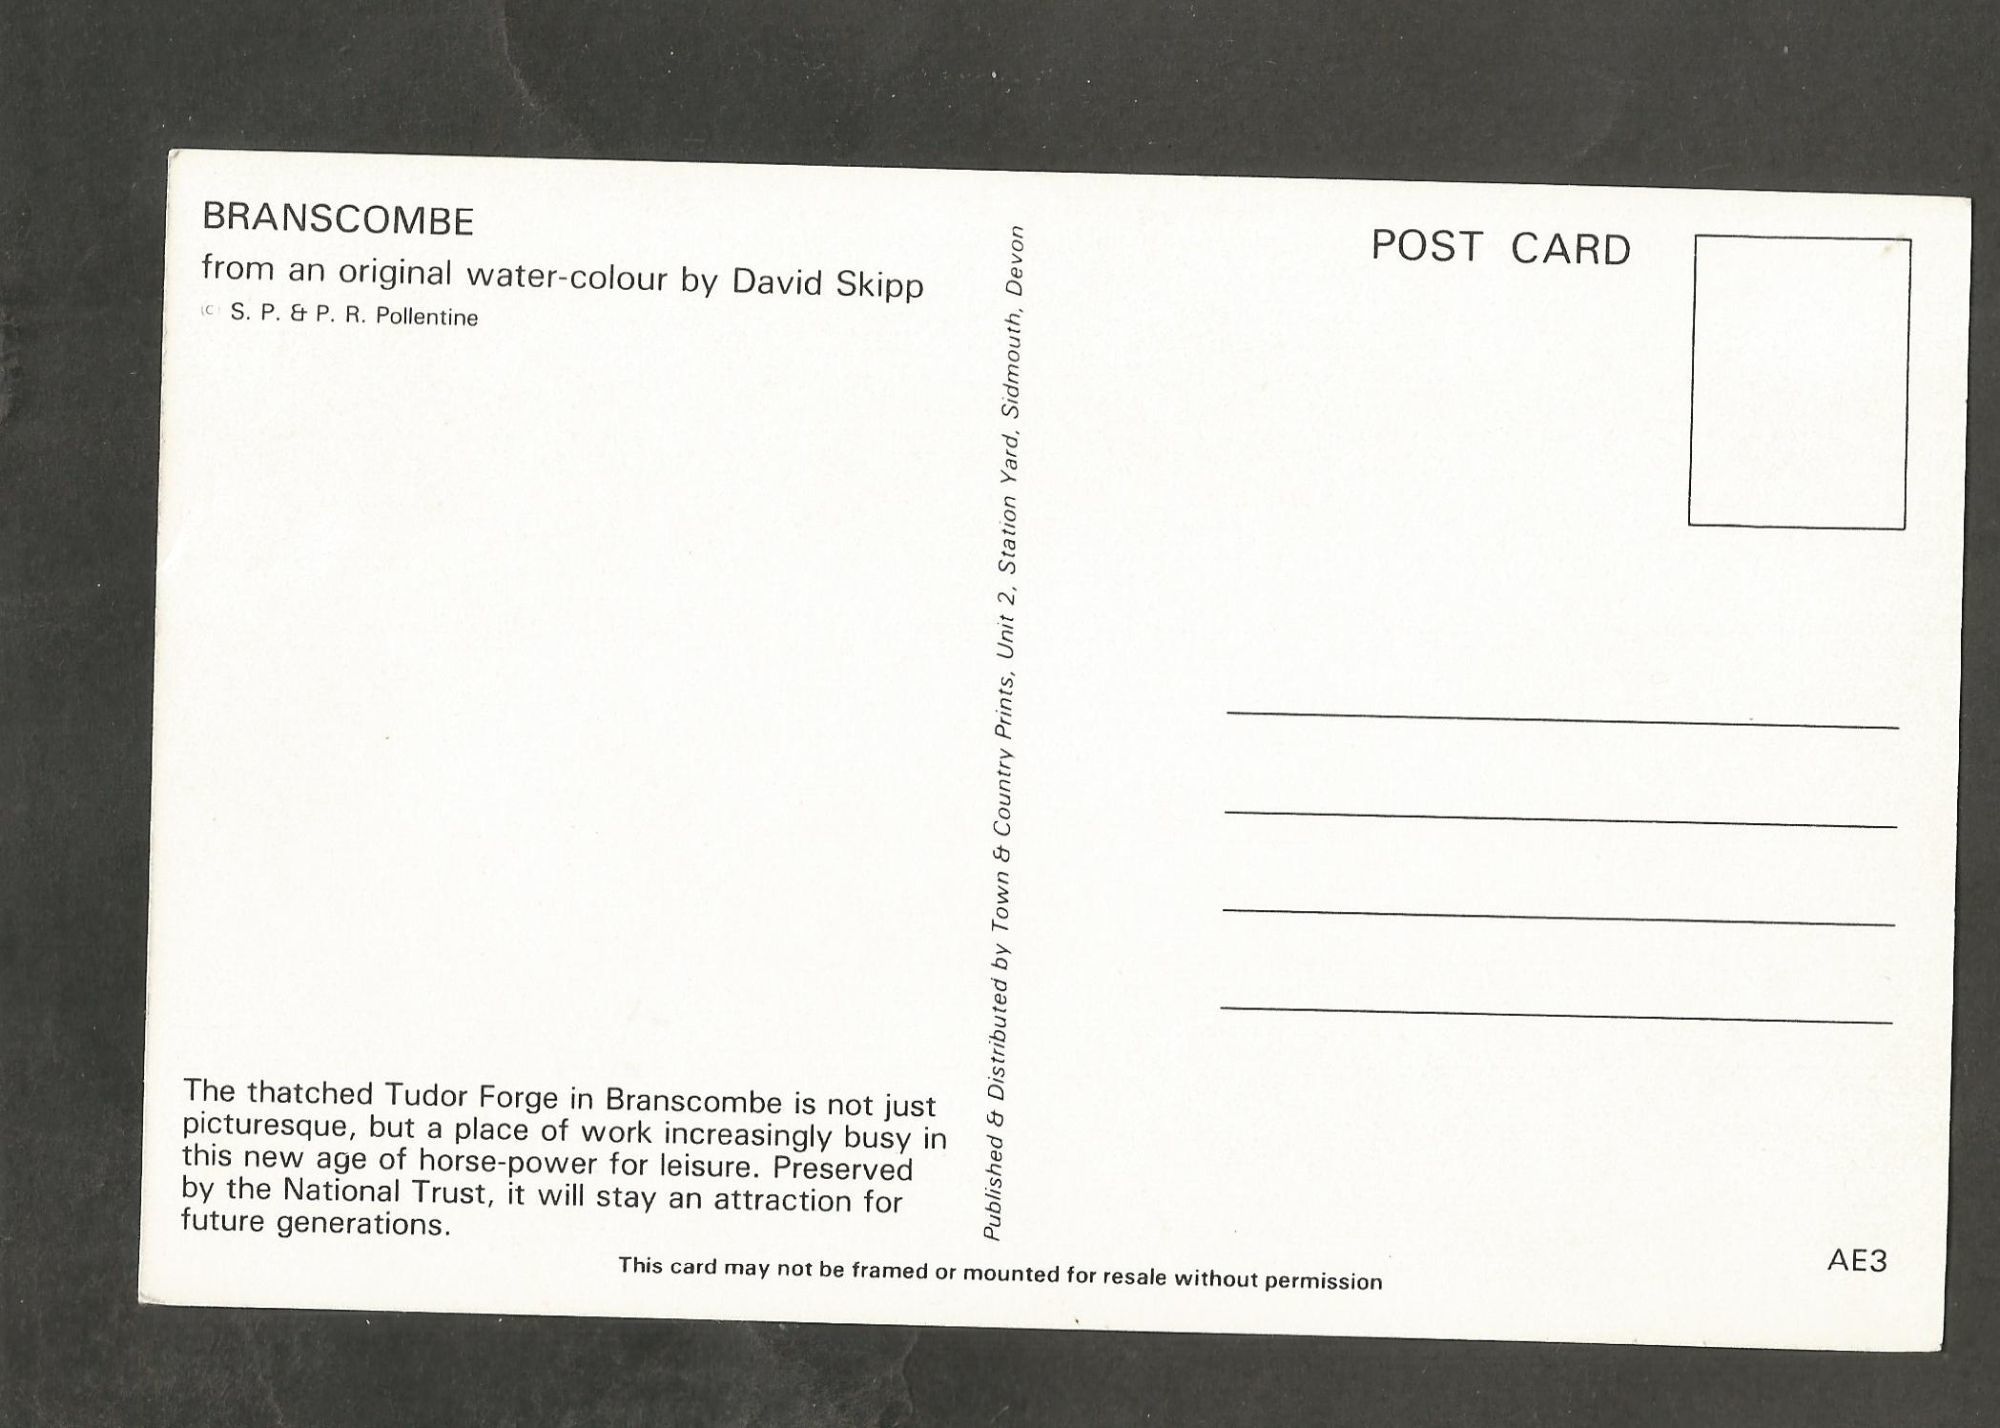 BRANSCOMBE
from an original water-colour by David Skipp
(C) S. P. & P. R. Pollentine
The thatched Tudor Forge in Branscombe is not just
picturesque, but a place of work increasingly busy in
this new age of horse-power for leisure. Preserved
by the National Trust, it will stay an attraction for
future generations.
Published & Distributed by Town & Country Prints, Unit 2, Station Yard, Sidmouth, Devon
POST CARD
This card may not be framed or mounted for resale without permission
AE3